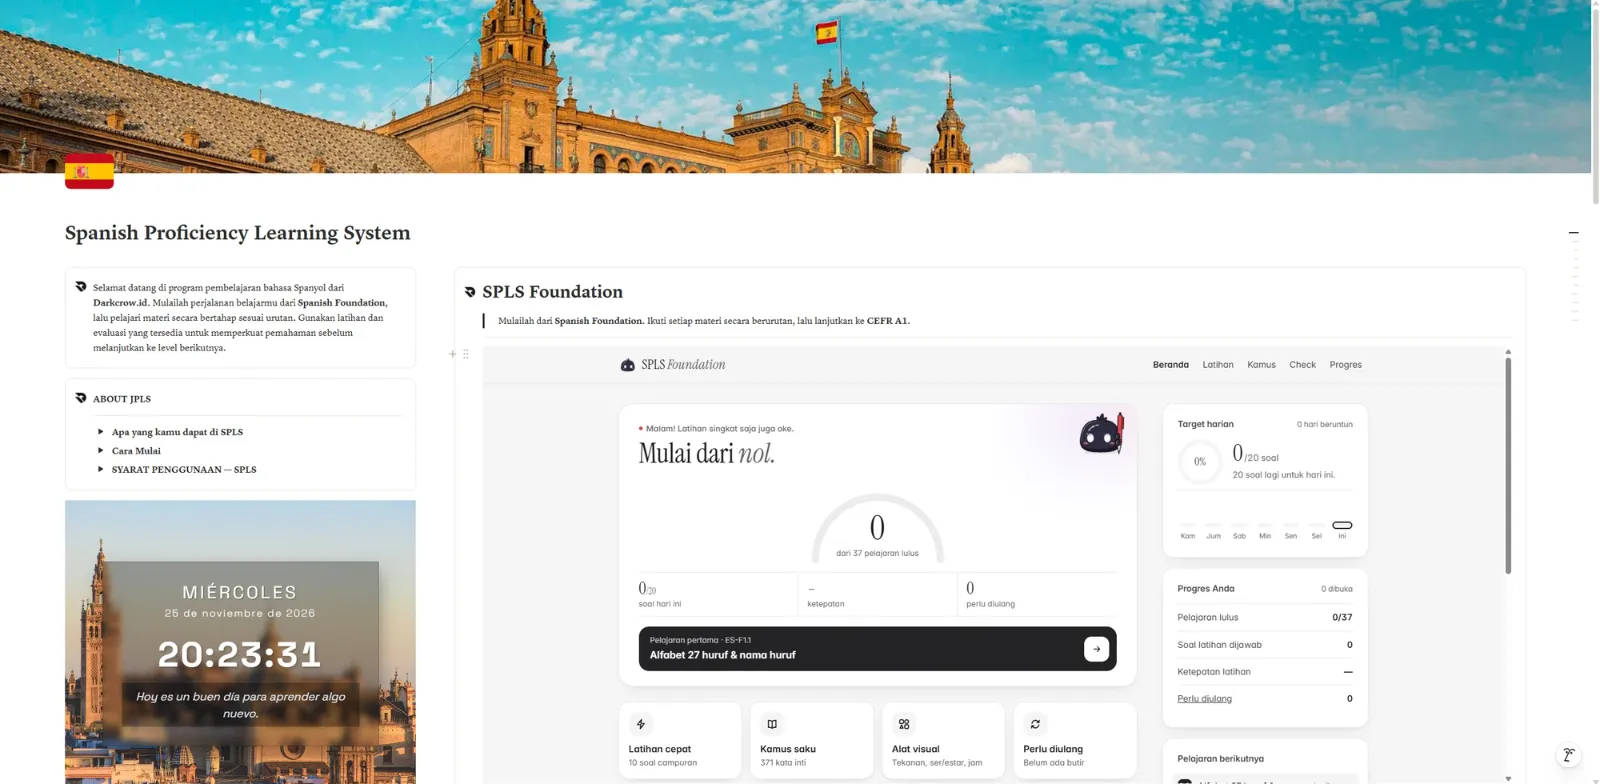 Spanish Proficiency Learning System
Selamat datang di program pembelajaran bahasa Spanyol dari
Darkcrow.id. Mulailah perjalanan belajarmu dari Spanish Foundation,
lalu pelajari materi secara bertahap sesuai urutan. Gunakan latihan dan
evaluasi yang tersedia untuk memperkuat pemahaman sebelum
melanjutkan ke level berikutnya.
ABOUT JPLS
Apa yang kamu dapat di SPLS
Cara Mulai
SYARAT PENGGUNAAN — SPLS
MIÉRCOLES
25 de noviembre de 2026
20:23:31
Hoy es un buen día para aprender algo
nuevo.
SPLS Foundation
Mulailah dari Spanish Foundation. Ikuti setiap materi secara berurutan, lalu lanjutkan ke CEFR A1.
SPLS Foundation
Beranda Latihan Kamus Check Progres
Malam! Latihan singkat saja juga oke.
Mulai dari nol.
0
dari 37 pelajaran lulus
0/20
soal hari ini
–
ketepatan
0
perlu diulang
Pelajaran pertama · ES-F1.1
Alfabet 27 huruf & nama huruf
→
Latihan cepat
10 soal campuran
Kamus saku
371 kata inti
Alat visual
Tekanan, ser/estar, jam
Perlu diulang
Belum ada butir
Target harian 0 hari beruntun
0%
0/20 soal
20 soal lagi untuk hari ini.
Kam Jum Sab Min Sen Sel Ini
Progres Anda 0 dibuka
Pelajaran lulus 0/37
Soal latihan dijawab 0
Ketepatan latihan —
Perlu diulang 0
Pelajaran berikutnya